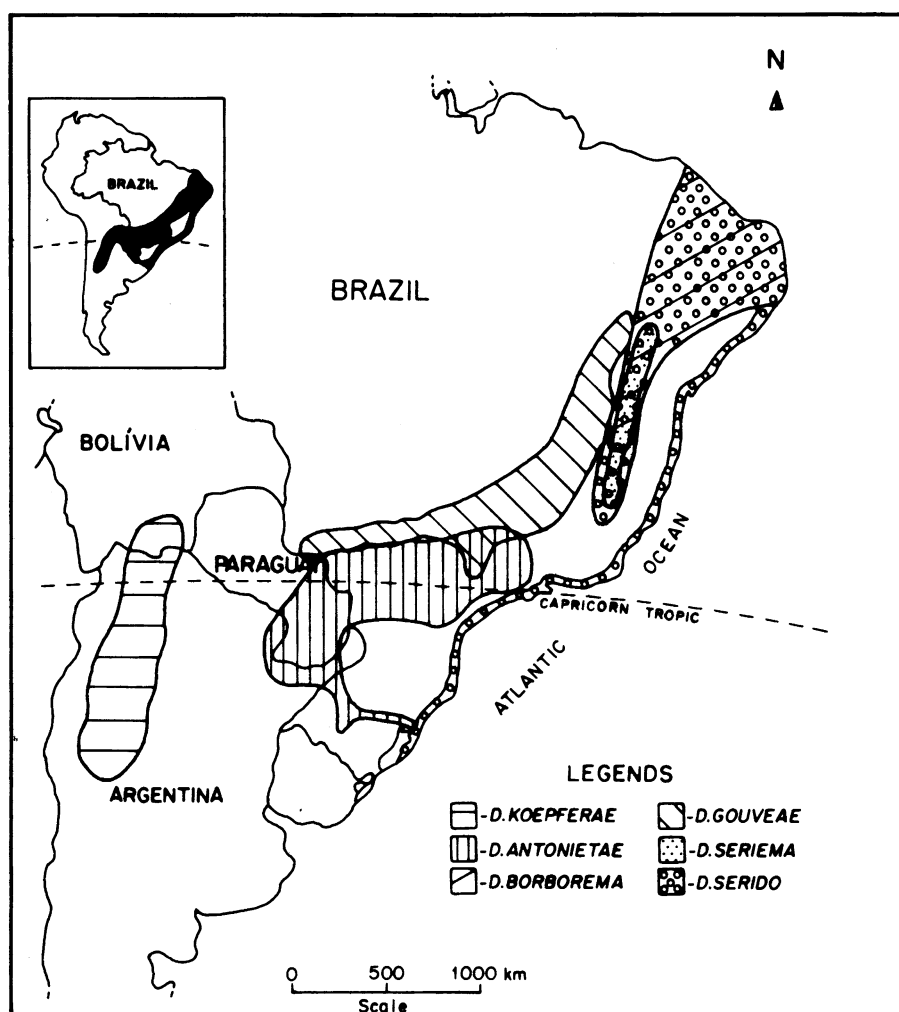 N
BRAZIL
BRAZIL
BOLÍVIA
PARAGUAY
OCEAN
CAPRICORN TROPIC
ATLANTIC
ARGENTINA
LEGENDS
-D.KOEPFERAE
-D.GOUVEAE
-D.ANTONIETAE
-D.SERIEMA
-D.BORBOREMA
-D.SERIDO
0 500 1000 km
Scale